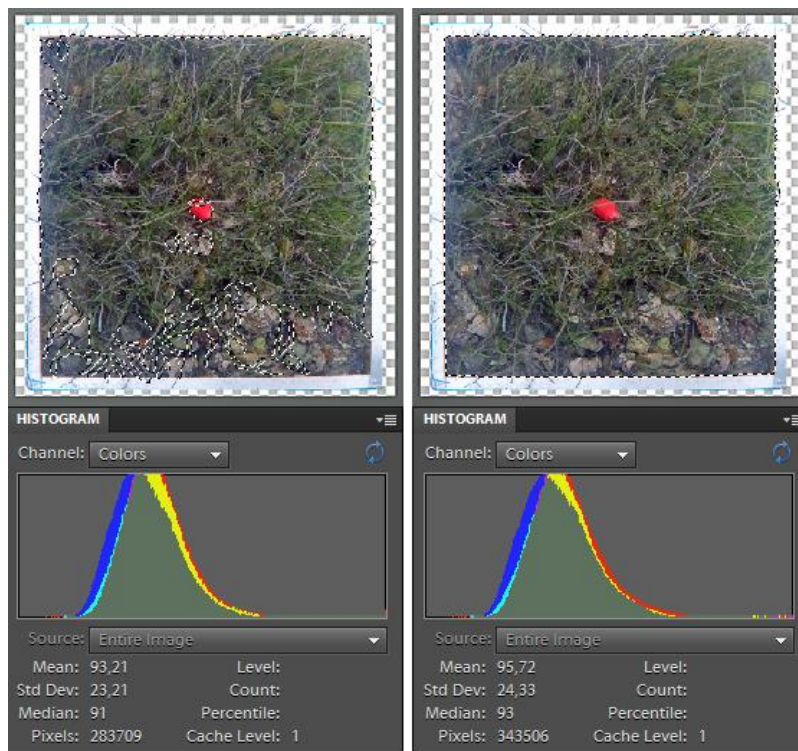 HISTOGRAM
Channel: Colors
Source: Entire Image
Mean: 93,21 Level:
Std Dev: 23,21 Count:
Median: 91 Percentile:
Pixels: 283709 Cache Level: 1
HISTOGRAM
Channel: Colors
Source: Entire Image
Mean: 95,72 Level:
Std Dev: 24,33 Count:
Median: 93 Percentile:
Pixels: 343506 Cache Level: 1